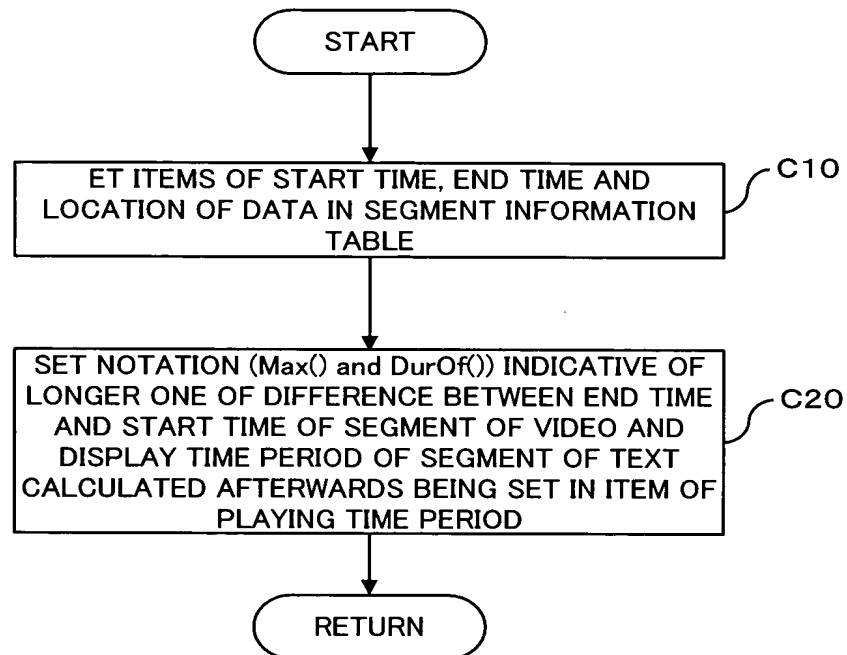 START
ET ITEMS OF START TIME, END TIME AND
LOCATION OF DATA IN SEGMENT INFORMATION
TABLE
C10
SET NOTATION (Max() and DurOf()) INDICATIVE OF
LONGER ONE OF DIFFERENCE BETWEEN END TIME
AND START TIME OF SEGMENT OF VIDEO AND
DISPLAY TIME PERIOD OF SEGMENT OF TEXT
CALCULATED AFTERWARDS BEING SET IN ITEM OF
PLAYING TIME PERIOD
C20
RETURN